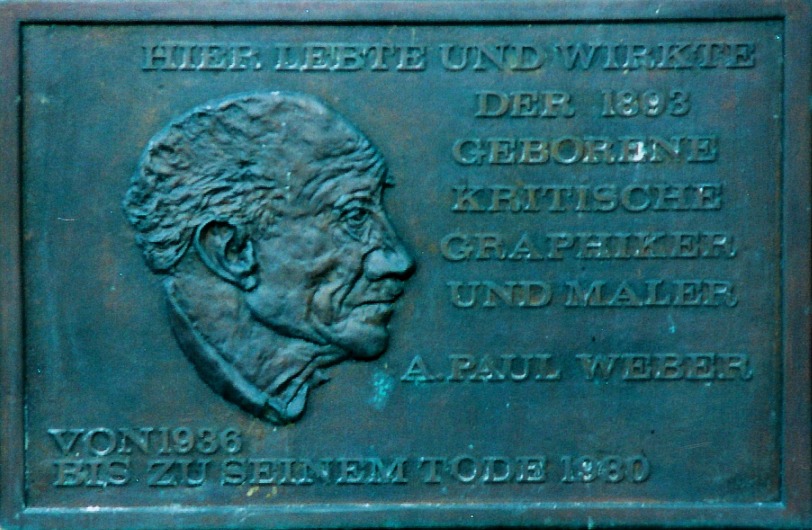 HIER LEBTE UND WIRKTE
DER 1893
GEBORENE
KRITISCHE
GRAPHIKER
UND MALER
A. PAUL WEBER
VON 1936
BIS ZU SEINEM TODE 1980